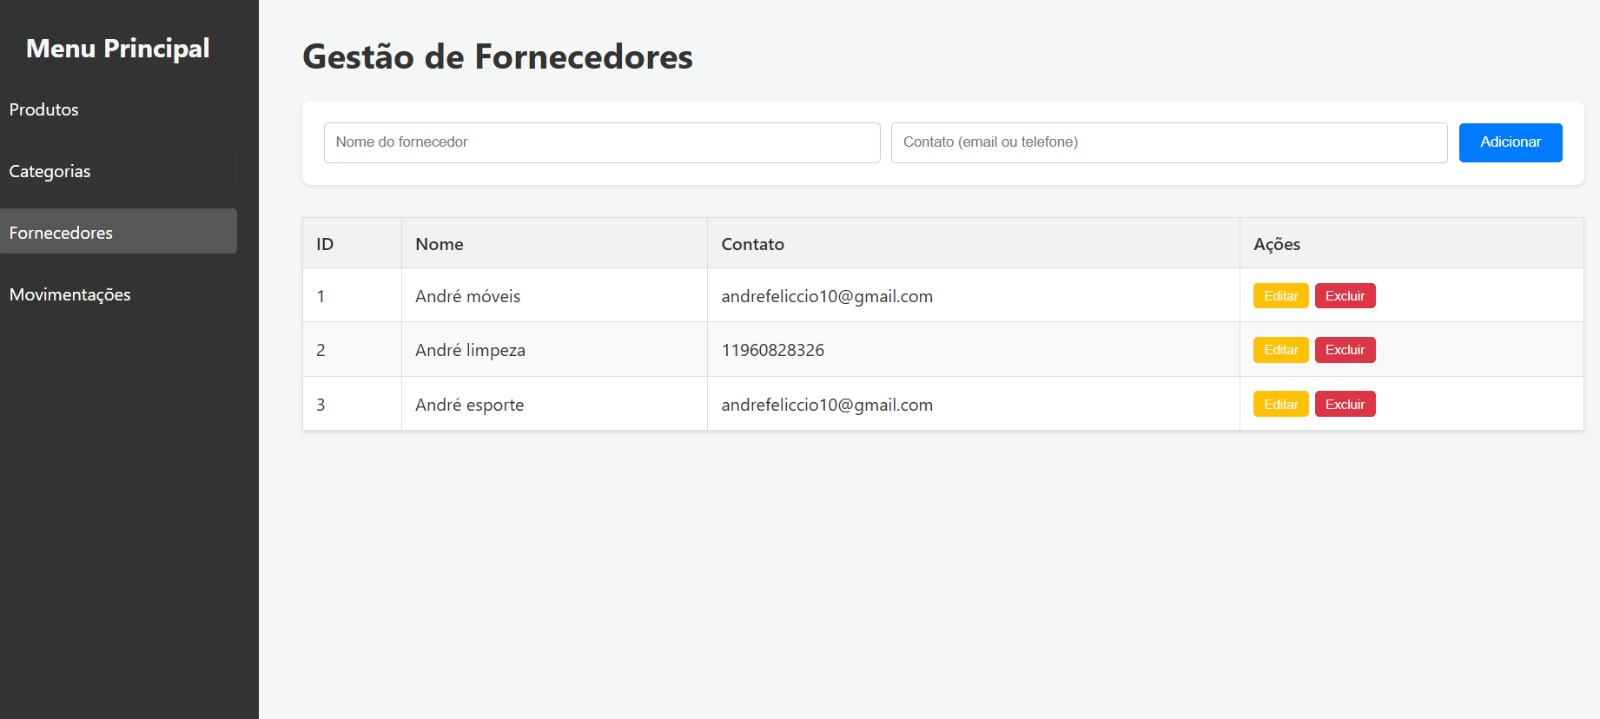 Menu Principal
Produtos
Categorias
Fornecedores
Movimentações
Gestão de Fornecedores
Nome do fornecedor Contato (email ou telefone) Adicionar
ID Nome Contato Ações
1 André móveis andrefeliccio10@gmail.com Editar Excluir
2 André limpeza 11960828326 Editar Excluir
3 André esporte andrefeliccio10@gmail.com Editar Excluir